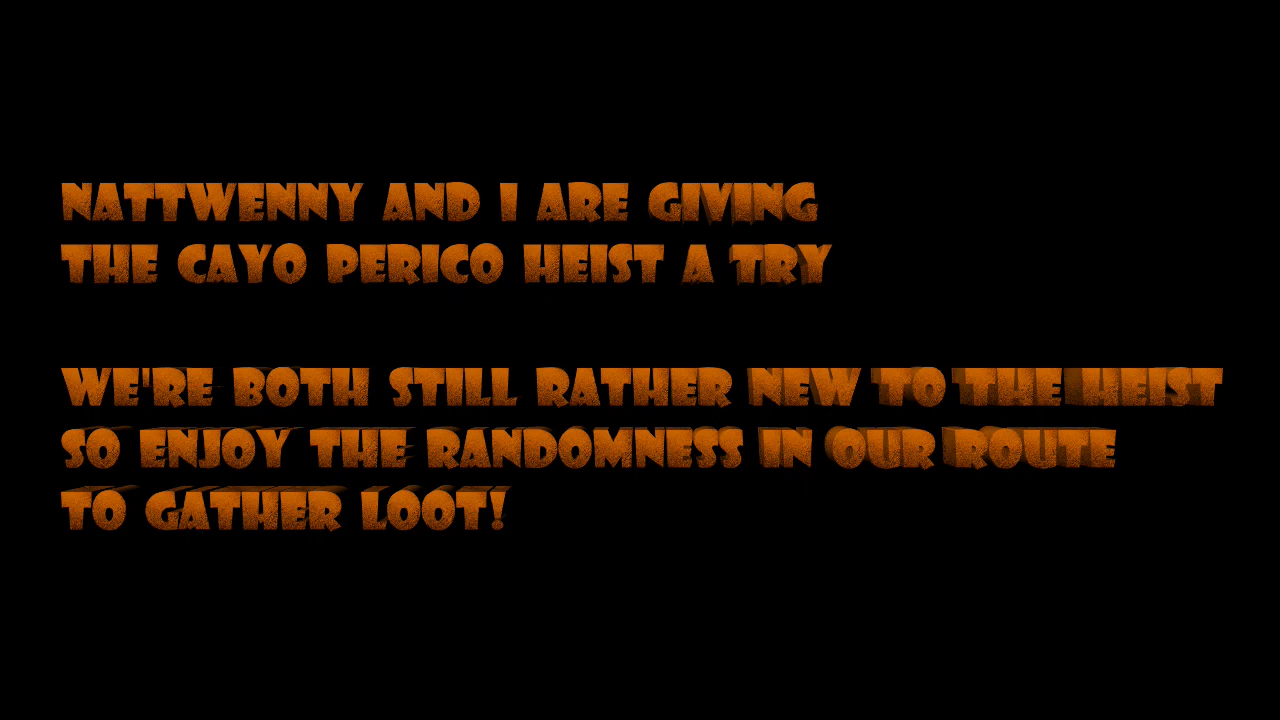 NATTWENNY AND I ARE GIVING
THE CAYO PERICO HEIST A TRY
WE'RE BOTH STILL RATHER NEW TO THE HEIST
SO ENJOY THE RANDOMNESS IN OUR ROUTE
TO GATHER LOOT!